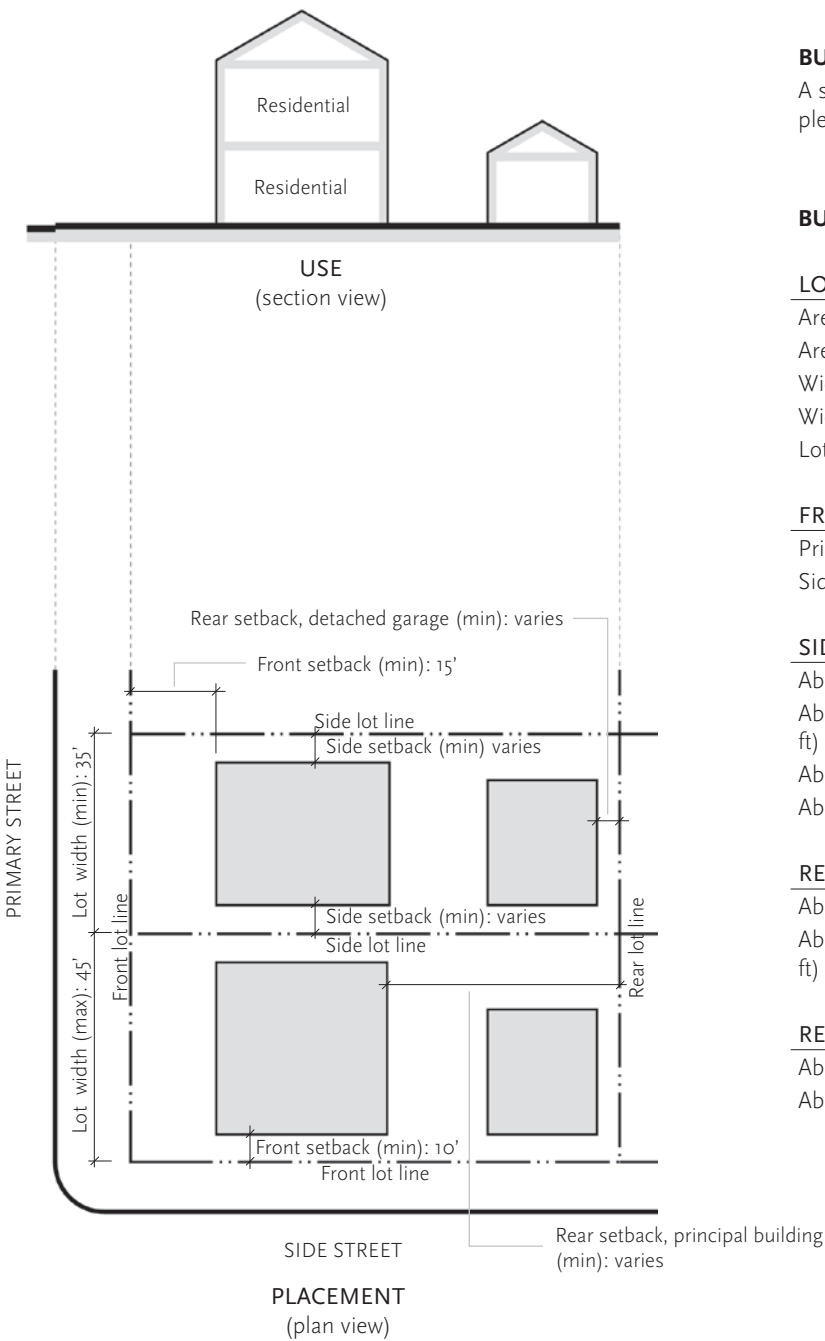 Residential
Residential
USE
(section view)
Rear setback, detached garage (min): varies
Front setback (min): 15'
Side lot line
Side setback (min) varies
Lot width (min): 35'
PRIMARY STREET
Front lot line
Side setback (min): varies
Side lot line
Rear lot line
Lot width (max): 45'
Front setback (min): 10'
Front lot line
SIDE STREET
Rear setback, principal building
(min): varies
PLACEMENT
(plan view)
BU
A s
ple
BU
LO
Are
Are
Wi
Wi
Lot
FR
Pri
Sid
SID
Ab
Ab
ft)
Ab
Ab
RE
Ab
Ab
ft)
RE
Ab
Ab